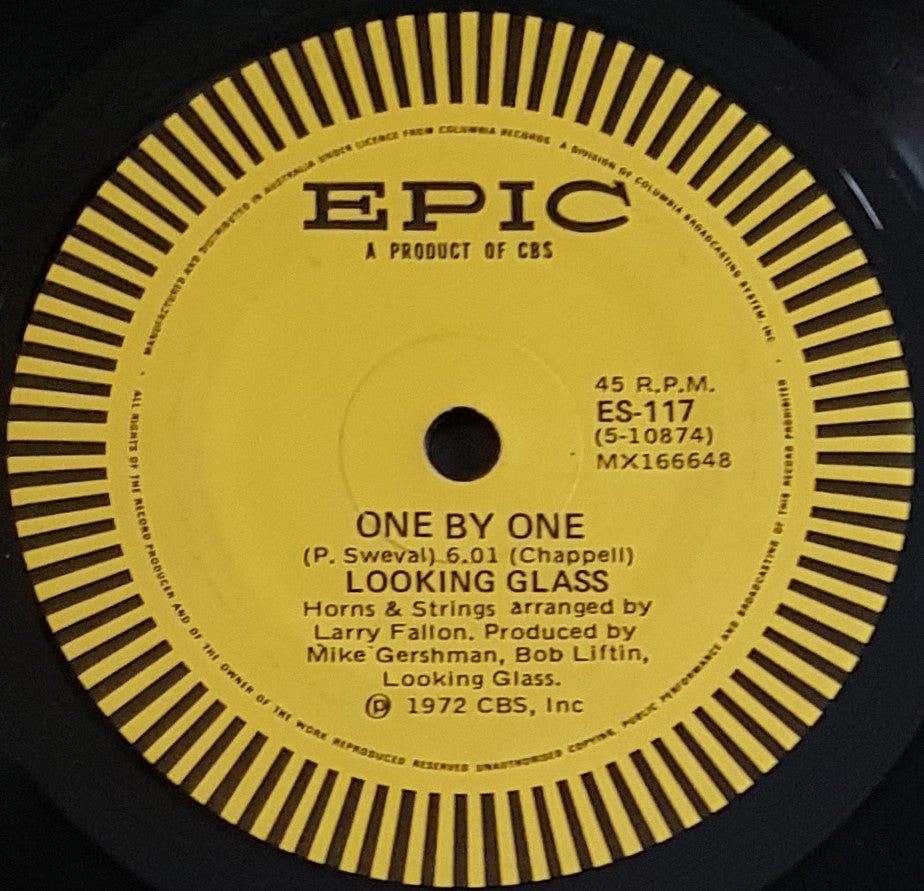 MANUFACTURED AND DISTRIBUTED IN AUSTRALIA UNDER LICENCE FROM COLUMBIA RECORDS. A DIVISION OF COLUMBIA BROADCASTING SYSTEM, INC •
EPIC
A PRODUCT OF CBS
45 R.P.M.
ES-117
(5-10874)
MX166648
ONE BY ONE
(P. Sweval) 6.01 (Chappell)
LOOKING GLASS
Horns & Strings arranged by
Larry Fallon. Produced by
Mike Gershman, Bob Liftin,
Looking Glass.
Ⓟ 1972 CBS, Inc
• ALL RIGHTS OF THE RECORD PRODUCER AND OF THE OWNER OF THE WORK REPRODUCED RESERVED UNAUTHORISED COPYING, PUBLIC PERFORMANCE AND BROADCASTING OF THIS RECORD PROHIBITED